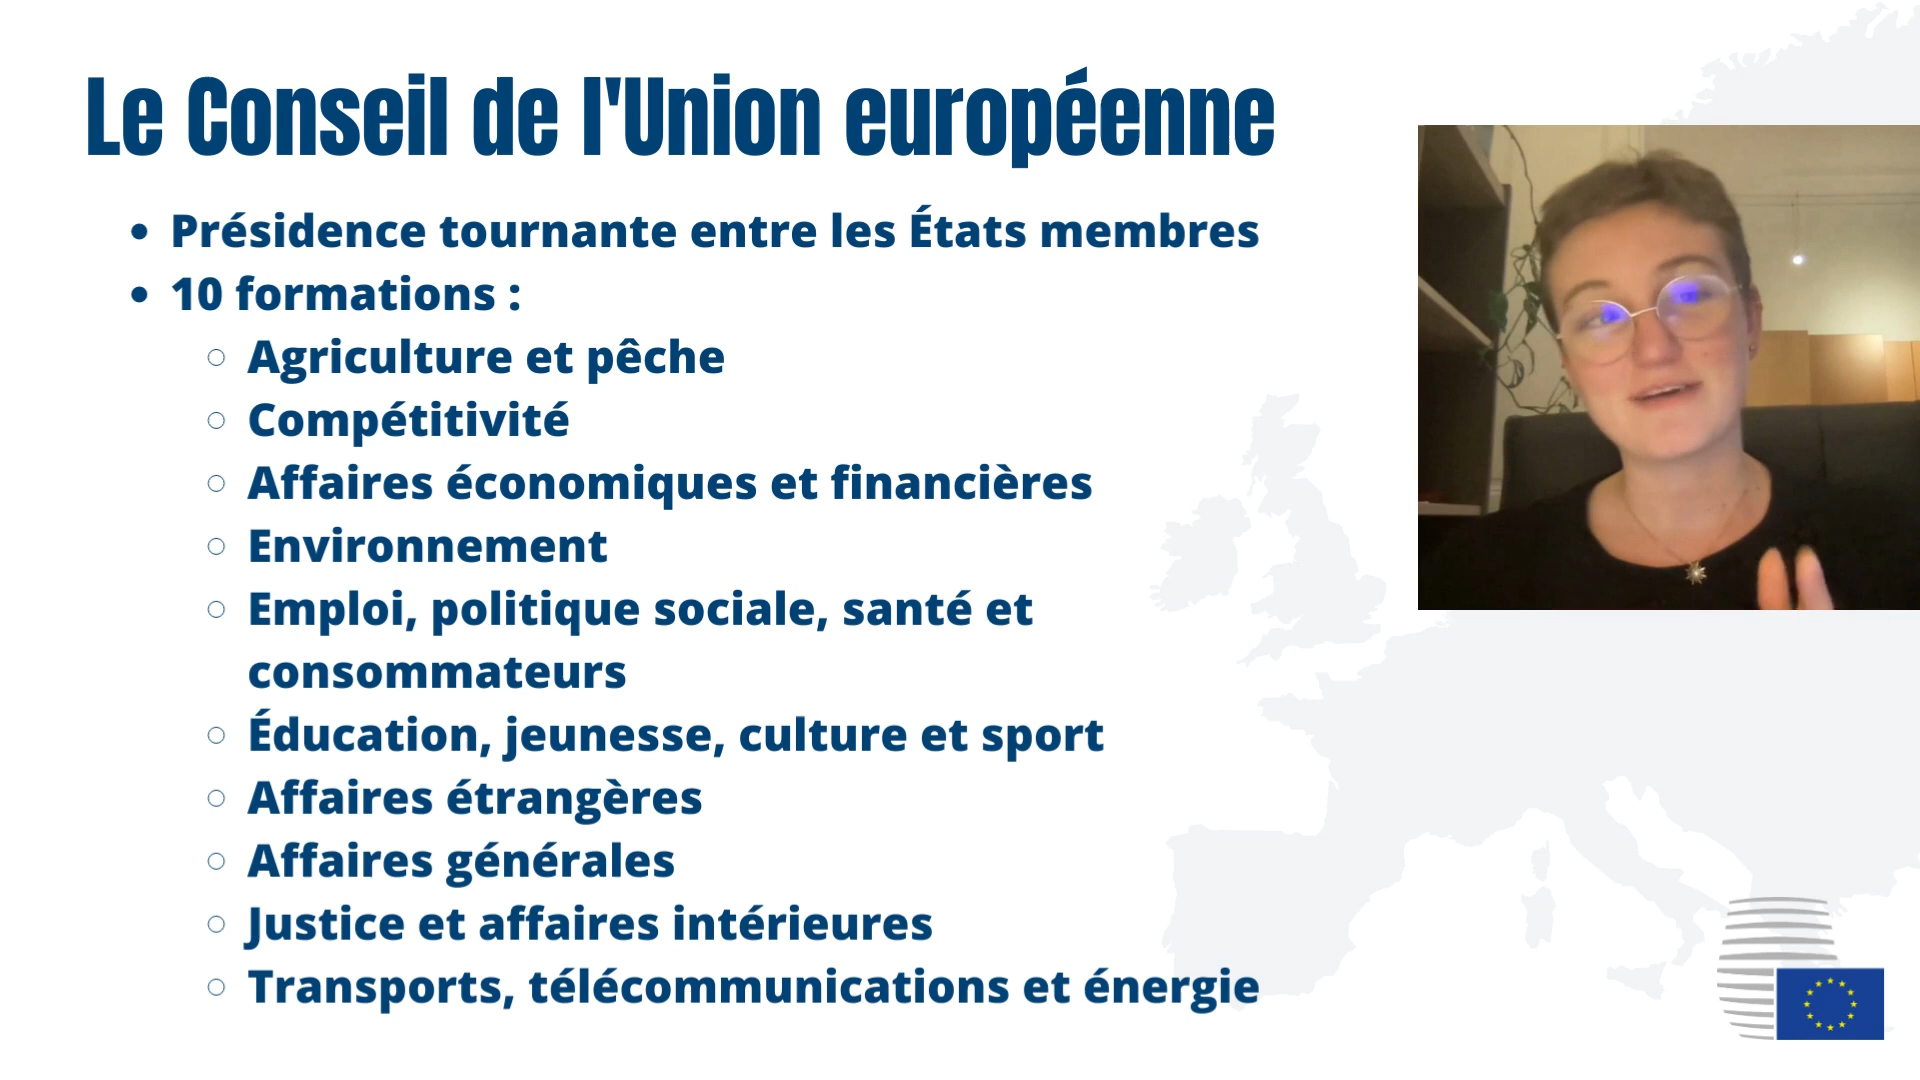 Le Conseil de l'Union européenne
• Présidence tournante entre les États membres
• 10 formations :
○ Agriculture et pêche
○ Compétitivité
○ Affaires économiques et financières
○ Environnement
○ Emploi, politique sociale, santé et
consommateurs
○ Éducation, jeunesse, culture et sport
○ Affaires étrangères
○ Affaires générales
○ Justice et affaires intérieures
○ Transports, télécommunications et énergie